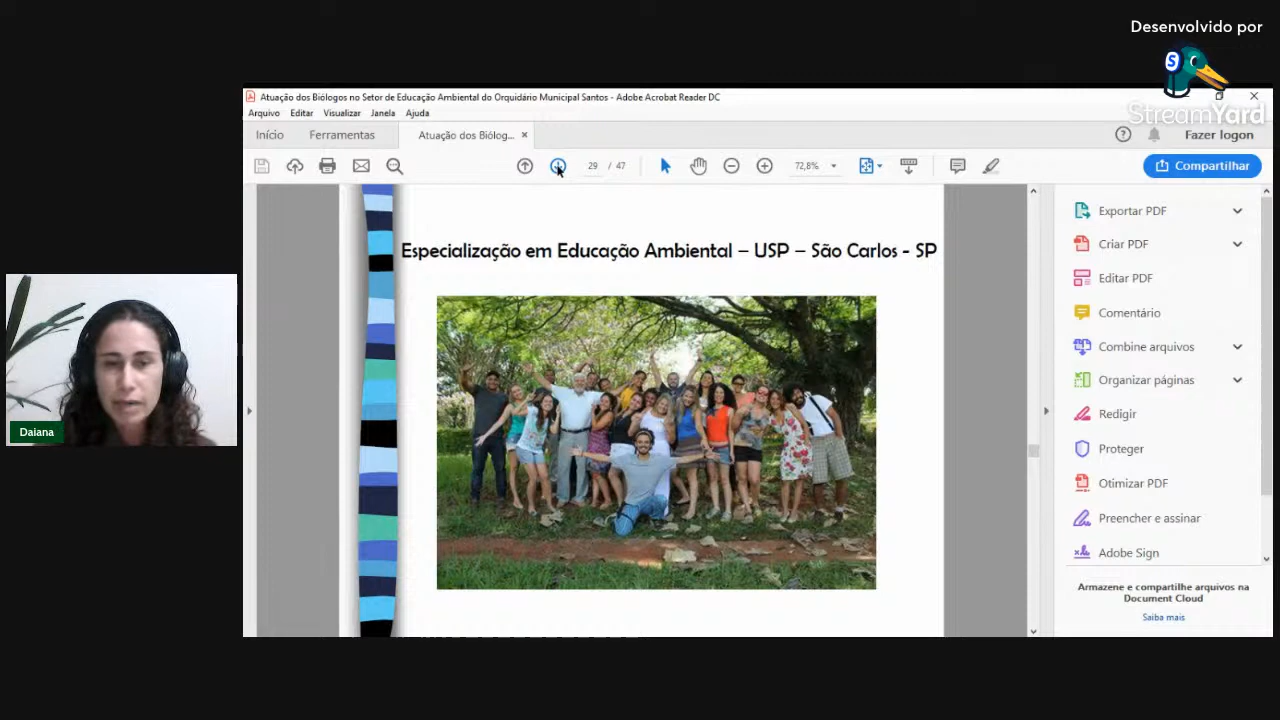 Desenvolvido por
StreamYard
Atuação dos Biólogos no Setor de Educação Ambiental do Orquidário Municipal Santos - Adobe Acrobat Reader DC
Arquivo Editar Visualizar Janela Ajuda
Início Ferramentas Atuação dos Biólog... × Fazer logon
29 / 47 72,8% Compartilhar
Especialização em Educação Ambiental – USP – São Carlos - SP
Exportar PDF
Criar PDF
Editar PDF
Comentário
Combine arquivos
Organizar páginas
Redigir
Proteger
Otimizar PDF
Preencher e assinar
Adobe Sign
Armazene e compartilhe arquivos na
Document Cloud
Saiba mais
Daiana